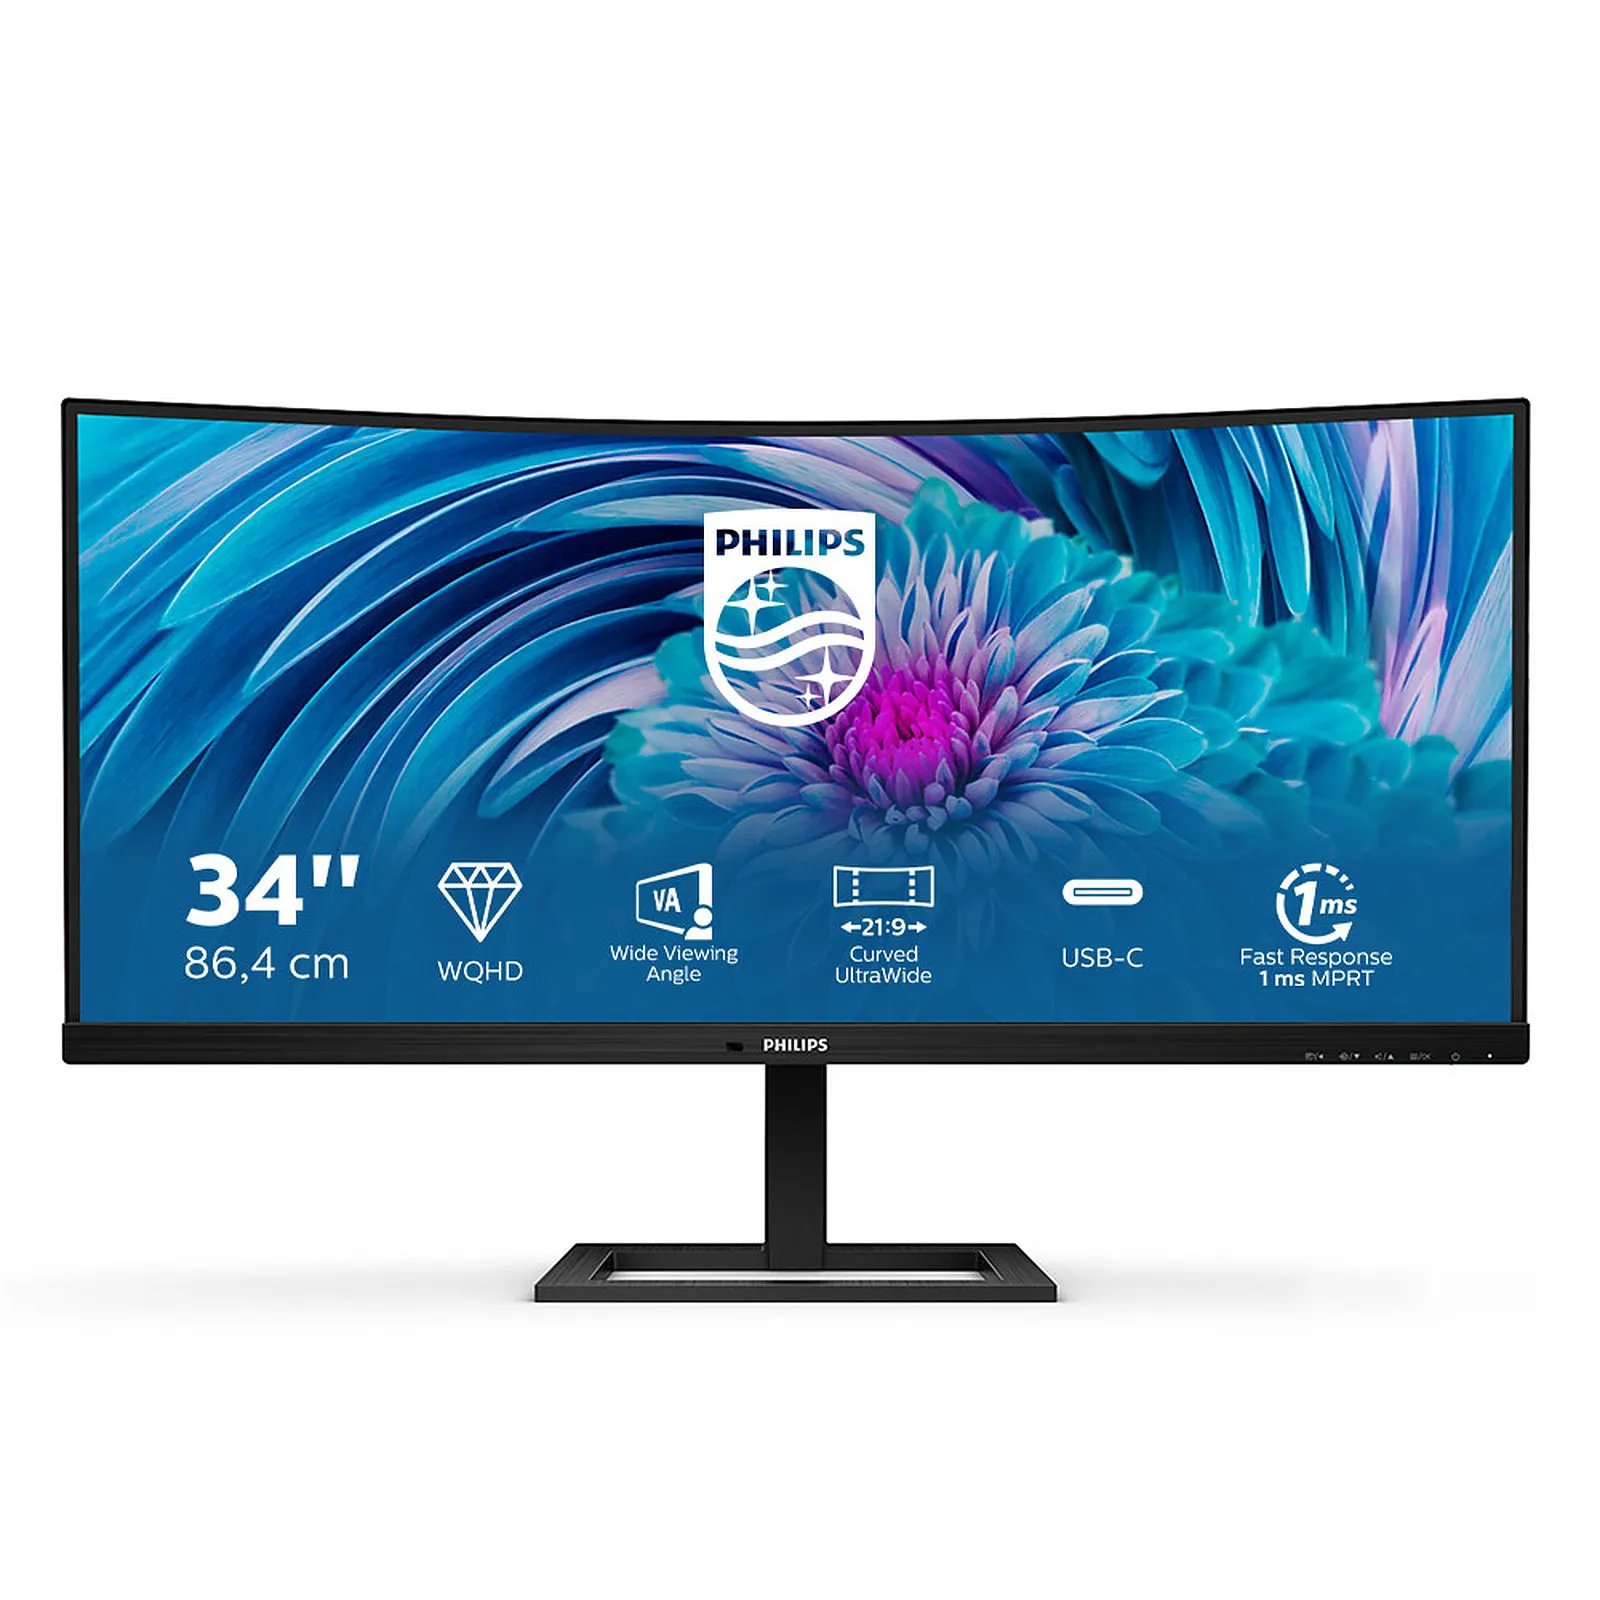 PHILIPS
34"
86,4 cm
WQHD
VA
Wide Viewing
Angle
21:9
Curved
UltraWide
USB-C
1ms
Fast Response
1 ms MPRT
PHILIPS